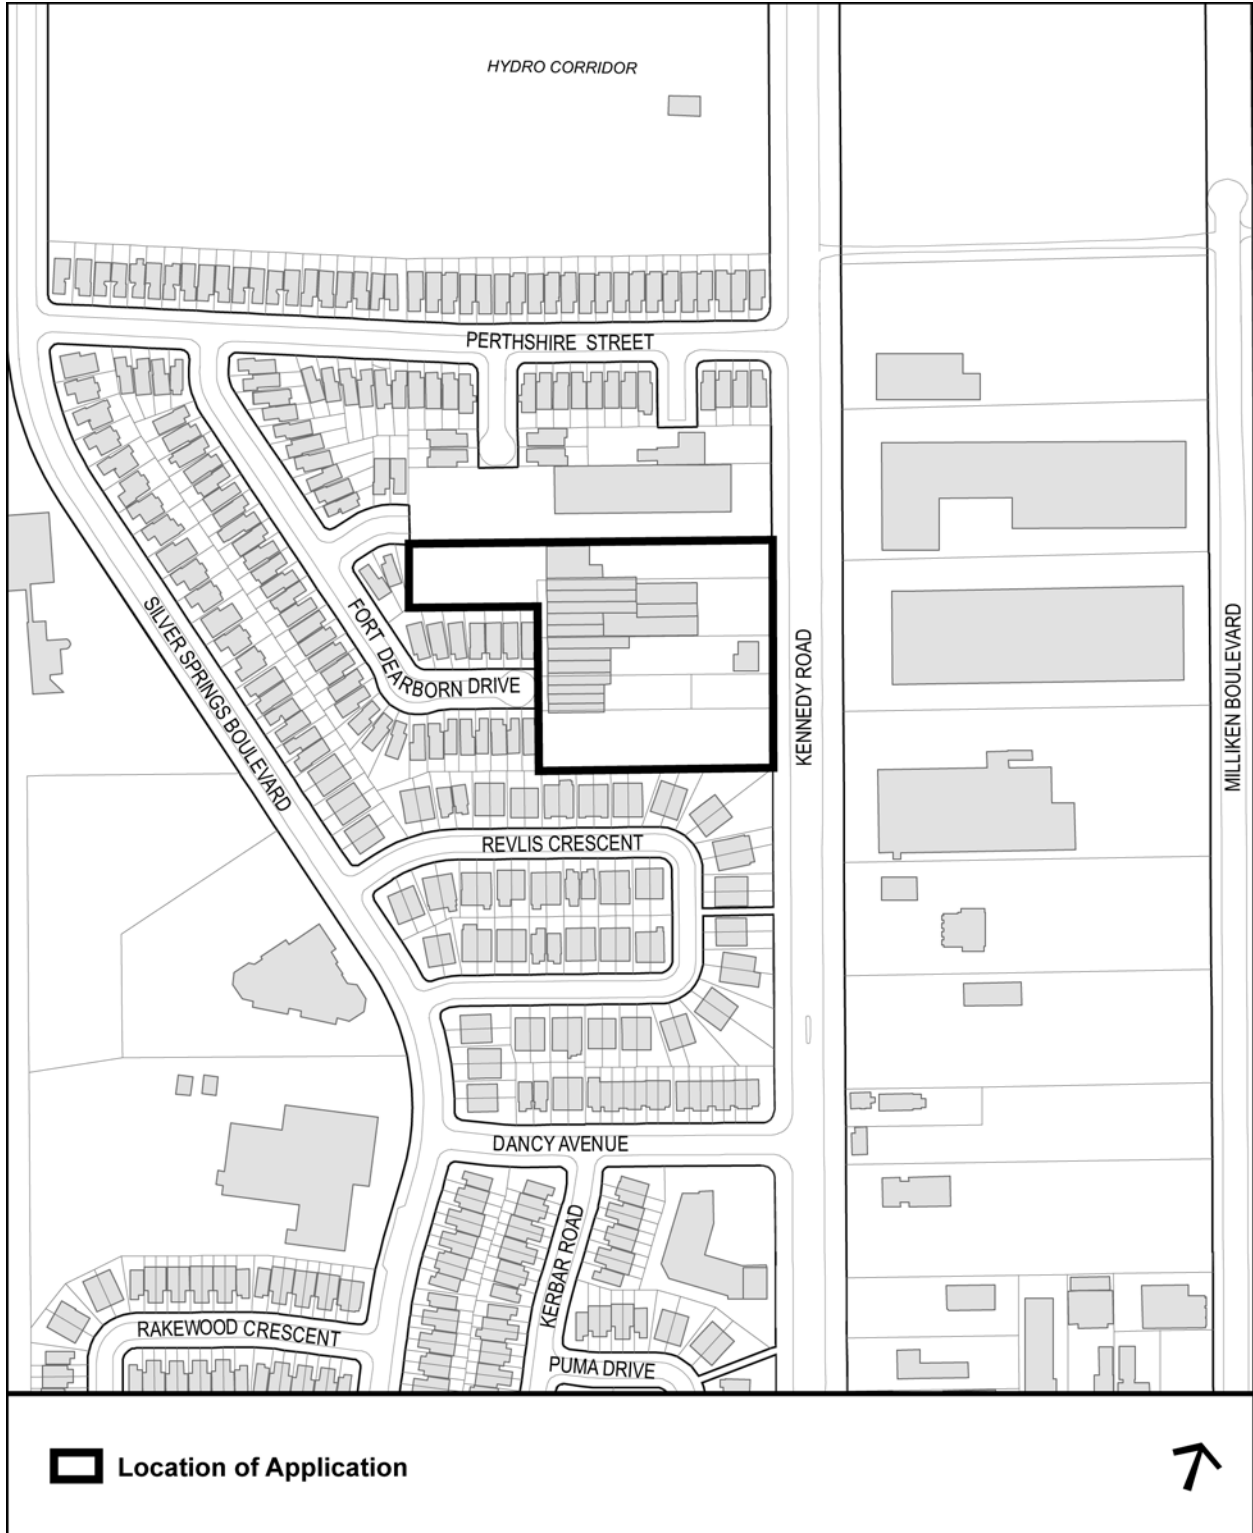 HYDRO CORRIDOR
PERTHSHIRE STREET
SILVER SPRINGS BOULEVARD
FORT DEARBORN DRIVE
KENNEDY ROAD
MILLIKEN BOULEVARD
REVLIS CRESCENT
DANCY AVENUE
KERBAR ROAD
RAKEWOOD CRESCENT
PUMA DRIVE
Location of Application